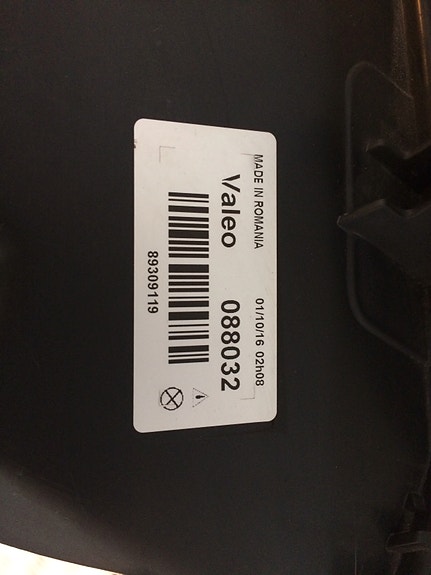 MADE IN ROMANIA 01/10/16 02h08
Valeo 088032
89309119